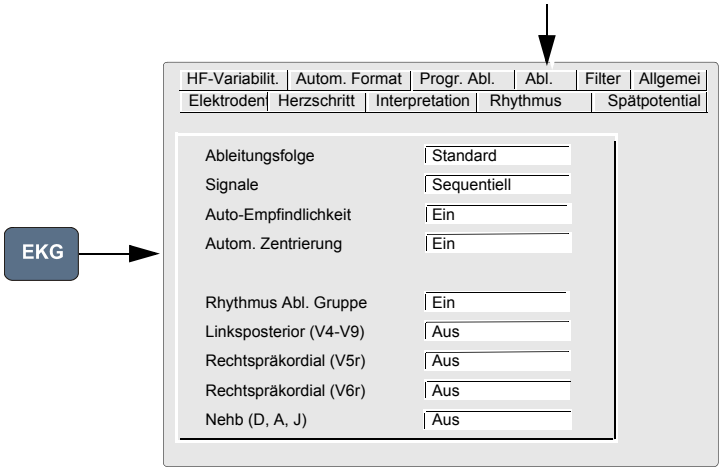 HF-Variabilit. Autom. Format Progr. Abl. Abl. Filter Allgemei
Elektroden Herzschritt Interpretation Rhythmus Spätpotential
Ableitungsfolge Standard
Signale Sequentiell
Auto-Empfindlichkeit Ein
Autom. Zentrierung Ein
EKG
Rhythmus Abl. Gruppe Ein
Linksposterior (V4-V9) Aus
Rechtspräkordial (V5r) Aus
Rechtspräkordial (V6r) Aus
Nehb (D, A, J) Aus